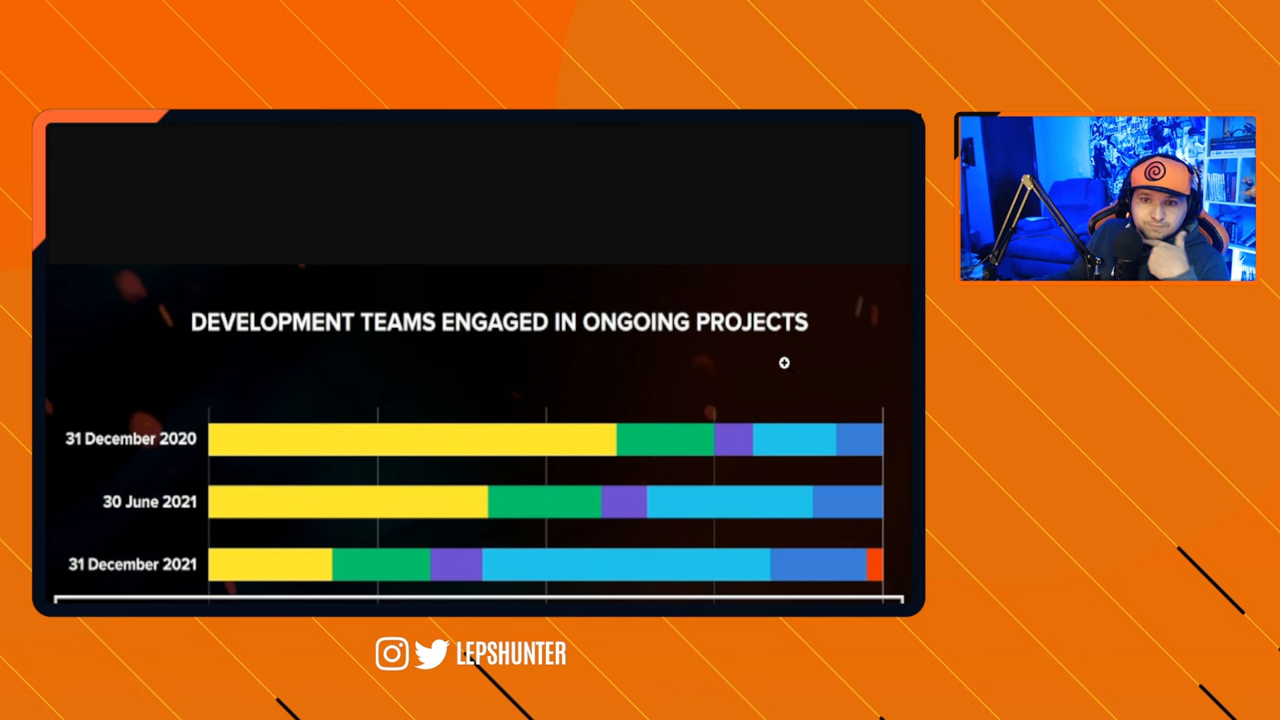 DEVELOPMENT TEAMS ENGAGED IN ONGOING PROJECTS
31 December 2020
30 June 2021
31 December 2021
LEPSHUNTER